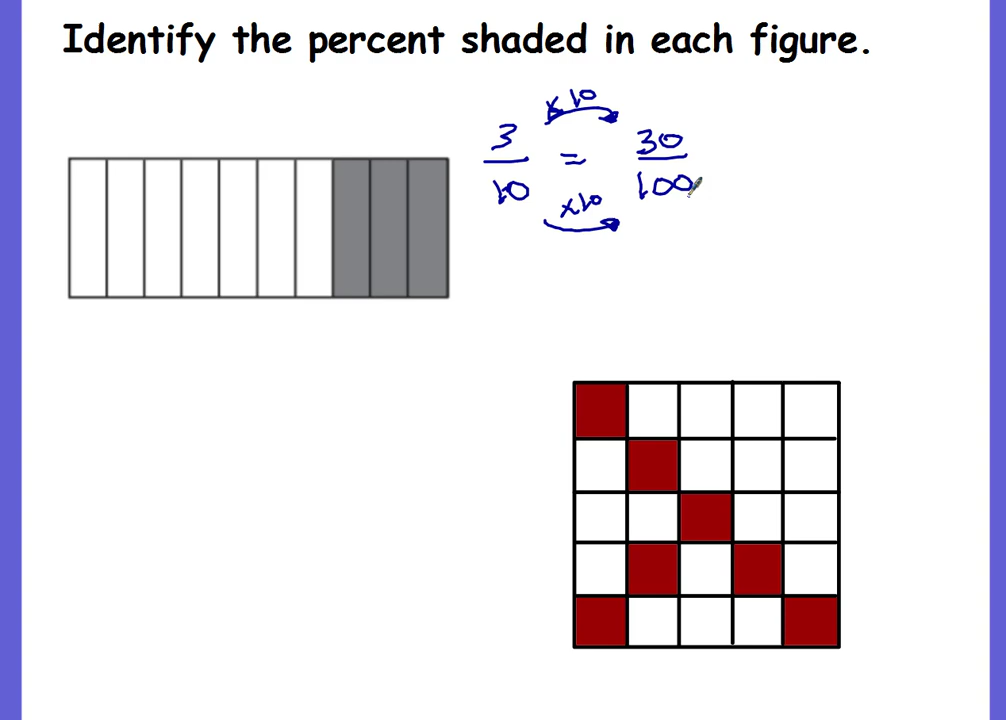 Identify the percent shaded in each figure.
x10
3/10 = 30/100
x10